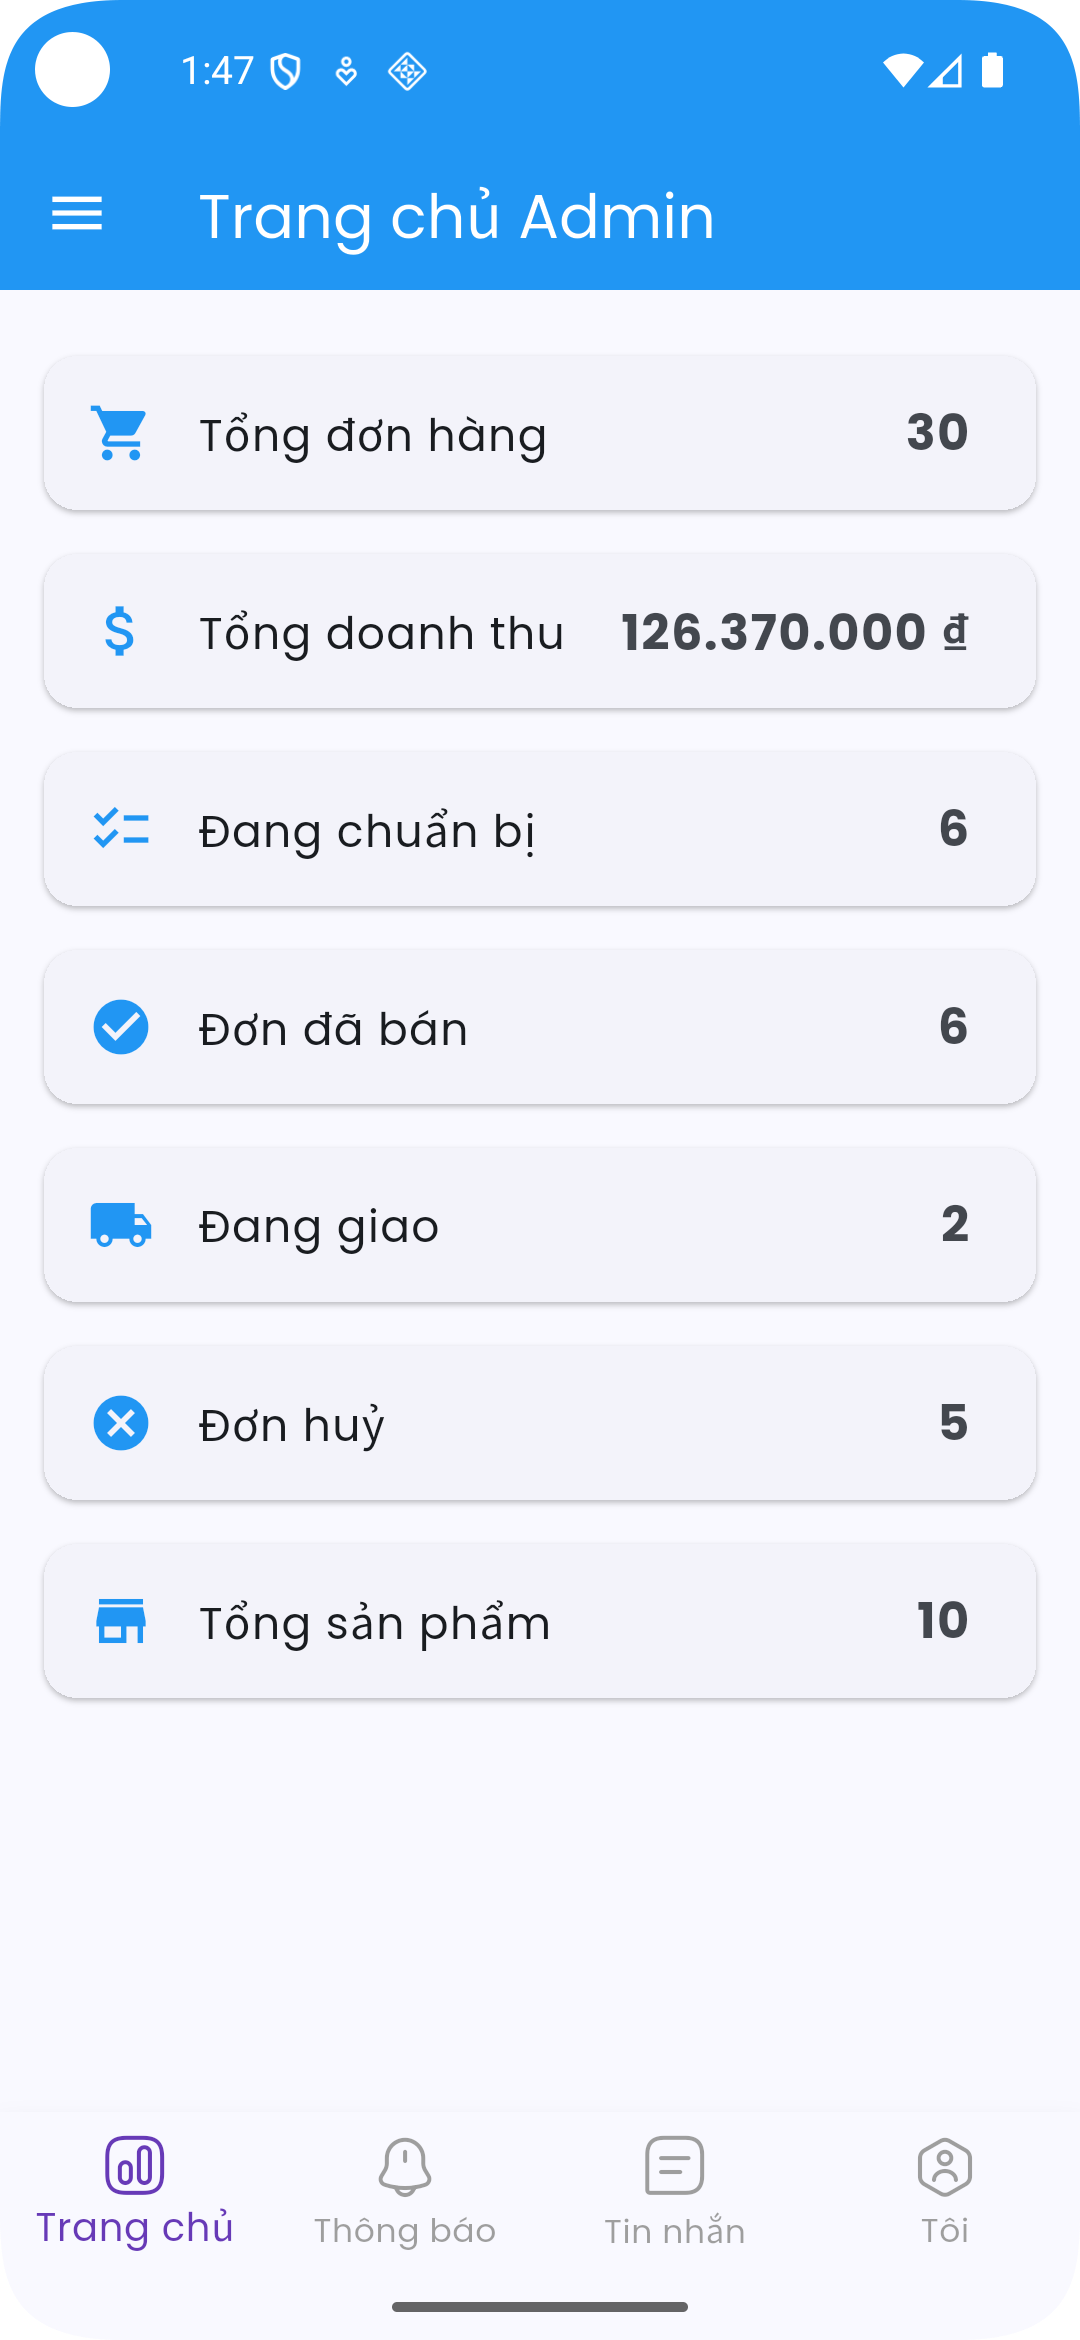 1:47
Trang chủ Admin
Tổng đơn hàng 30
Tổng doanh thu 126.370.000 ₫
Đang chuẩn bị 6
Đơn đã bán 6
Đang giao 2
Đơn huỷ 5
Tổng sản phẩm 10
Trang chủ Thông báo Tin nhắn Tôi